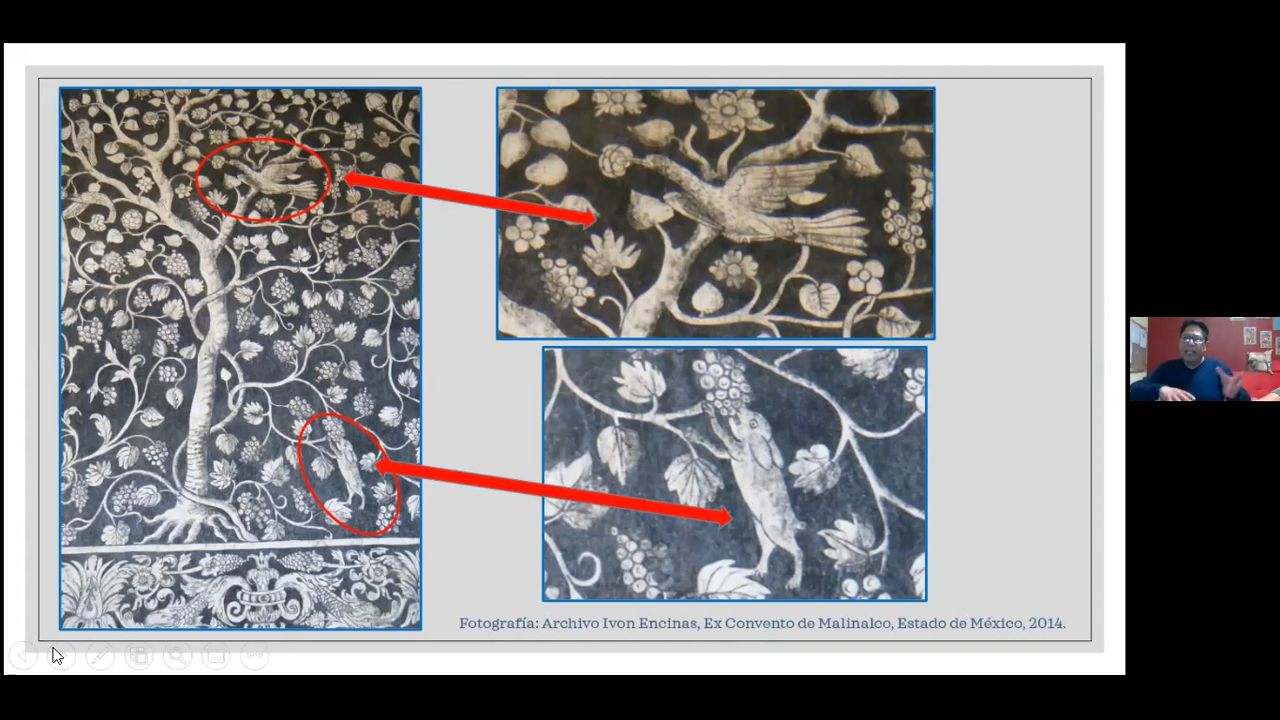 Fotografía: Archivo Ivon Encinas, Ex Convento de Malinalco, Estado de México, 2014.